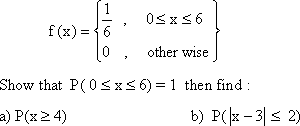 f (x) = { 1/6 , 0 ≤ x ≤ 6
0 , other wise }
Show that P( 0 ≤ x ≤ 6) = 1 then find :
a) P(x ≥ 4) b) P( |x − 3| ≤ 2)